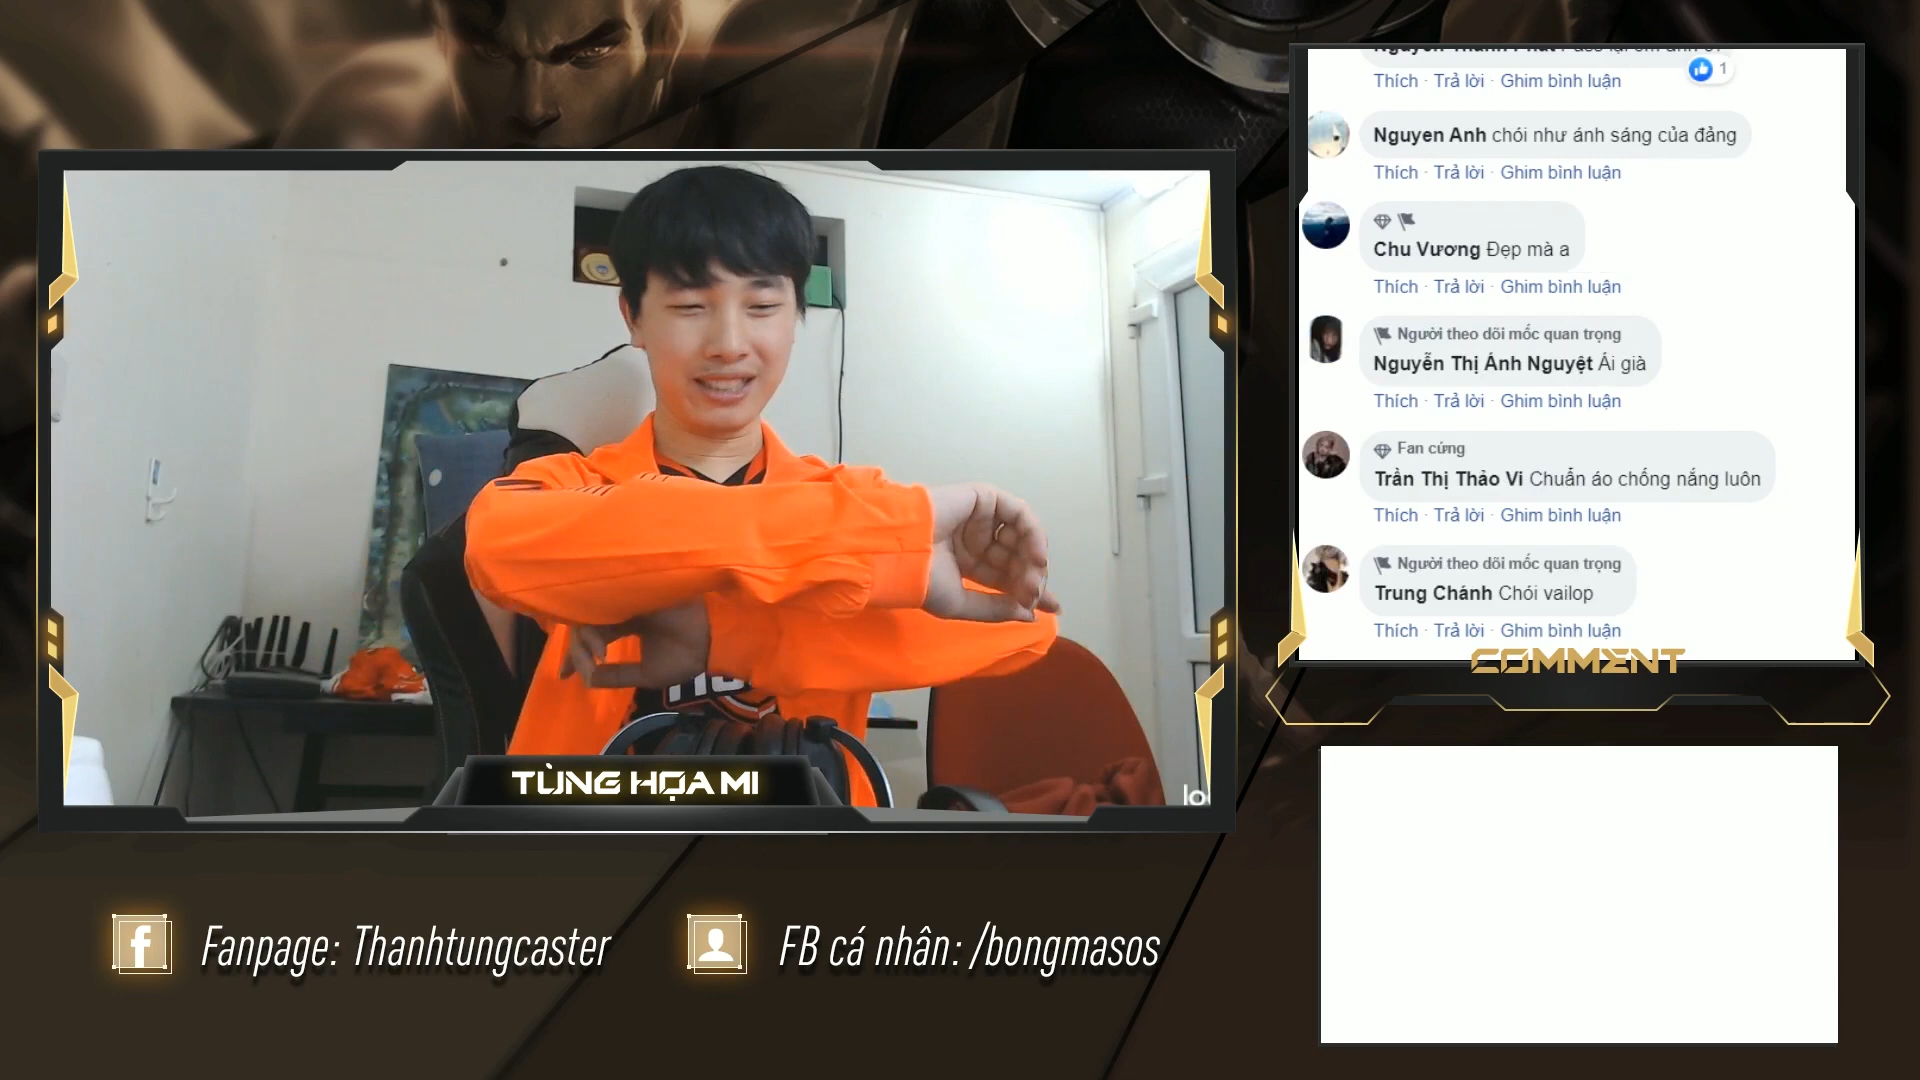 TÙNG HỌA MI
Fanpage: Thanhtungcaster
FB cá nhân: /bongmasos
Thích · Trả lời · Ghim bình luận
1
Nguyen Anh chói như ánh sáng của đảng
Thích · Trả lời · Ghim bình luận
Chu Vương Đẹp mà a
Thích · Trả lời · Ghim bình luận
Người theo dõi mốc quan trọng
Nguyễn Thị Ánh Nguyệt Ái già
Thích · Trả lời · Ghim bình luận
Fan cứng
Trần Thị Thảo Vi Chuẩn áo chống nắng luôn
Thích · Trả lời · Ghim bình luận
Người theo dõi mốc quan trọng
Trung Chánh Chói vailop
Thích · Trả lời · Ghim bình luận
COMMENT